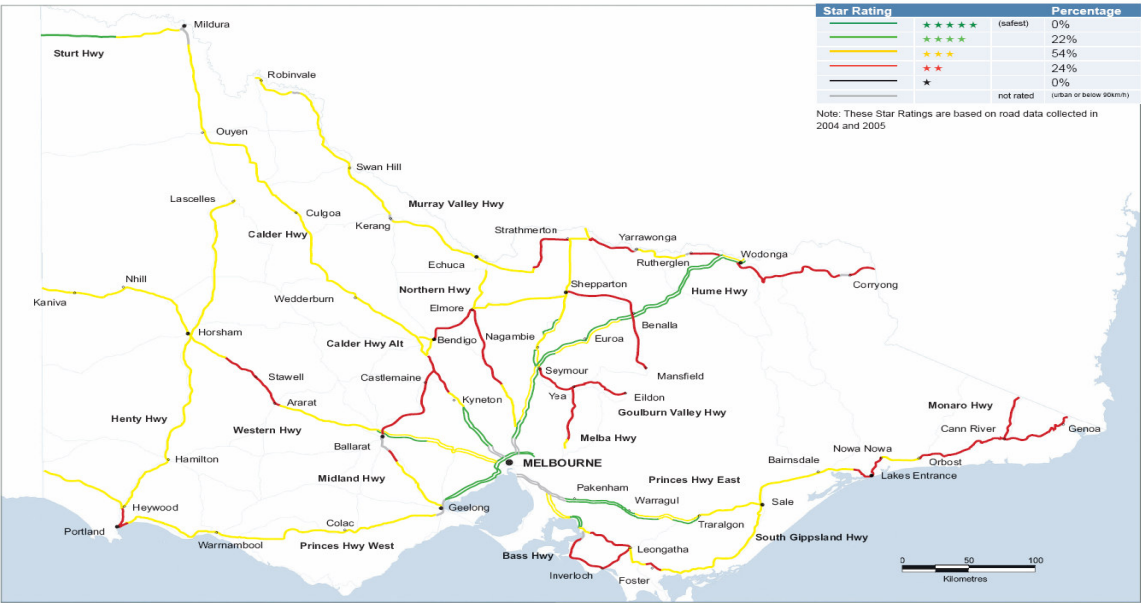 Star Rating Percentage
★★★★★ (safest) 0%
★★★★ 22%
★★★ 54%
★★ 24%
★ 0%
not rated (urban or below 90km/h)
Note: These Star Ratings are based on road data collected in
2004 and 2005
Mildura
Sturt Hwy
Robinvale
Ouyen
Swan Hill
Lascelles
Murray Valley Hwy
Culgoa
Kerang
Calder Hwy
Strathmerton
Yarrawonga
Wodonga
Rutherglen
Echuca
Nhill
Corryong
Northern Hwy
Shepparton
Hume Hwy
Kaniva
Wedderburn
Elmore
Benalla
Horsham
Nagambie
Euroa
Calder Hwy Alt
Bendigo
Seymour
Mansfield
Stawell
Castlemaine
Yea
Eildon
Ararat
Kyneton
Goulburn Valley Hwy
Monaro Hwy
Henty Hwy
Western Hwy
Cann River
Genoa
Melba Hwy
Ballarat
Nowa Nowa
Hamilton
MELBOURNE
Bairnsdale
Orbost
Midland Hwy
Princes Hwy East
Lakes Entrance
Pakenham
Heywood
Geelong
Warragul
Sale
Colac
Traralgon
Portland
Warrnambool
Princes Hwy West
South Gippsland Hwy
Bass Hwy
Leongatha
Inverloch
Foster
0 50 100
Kilometres